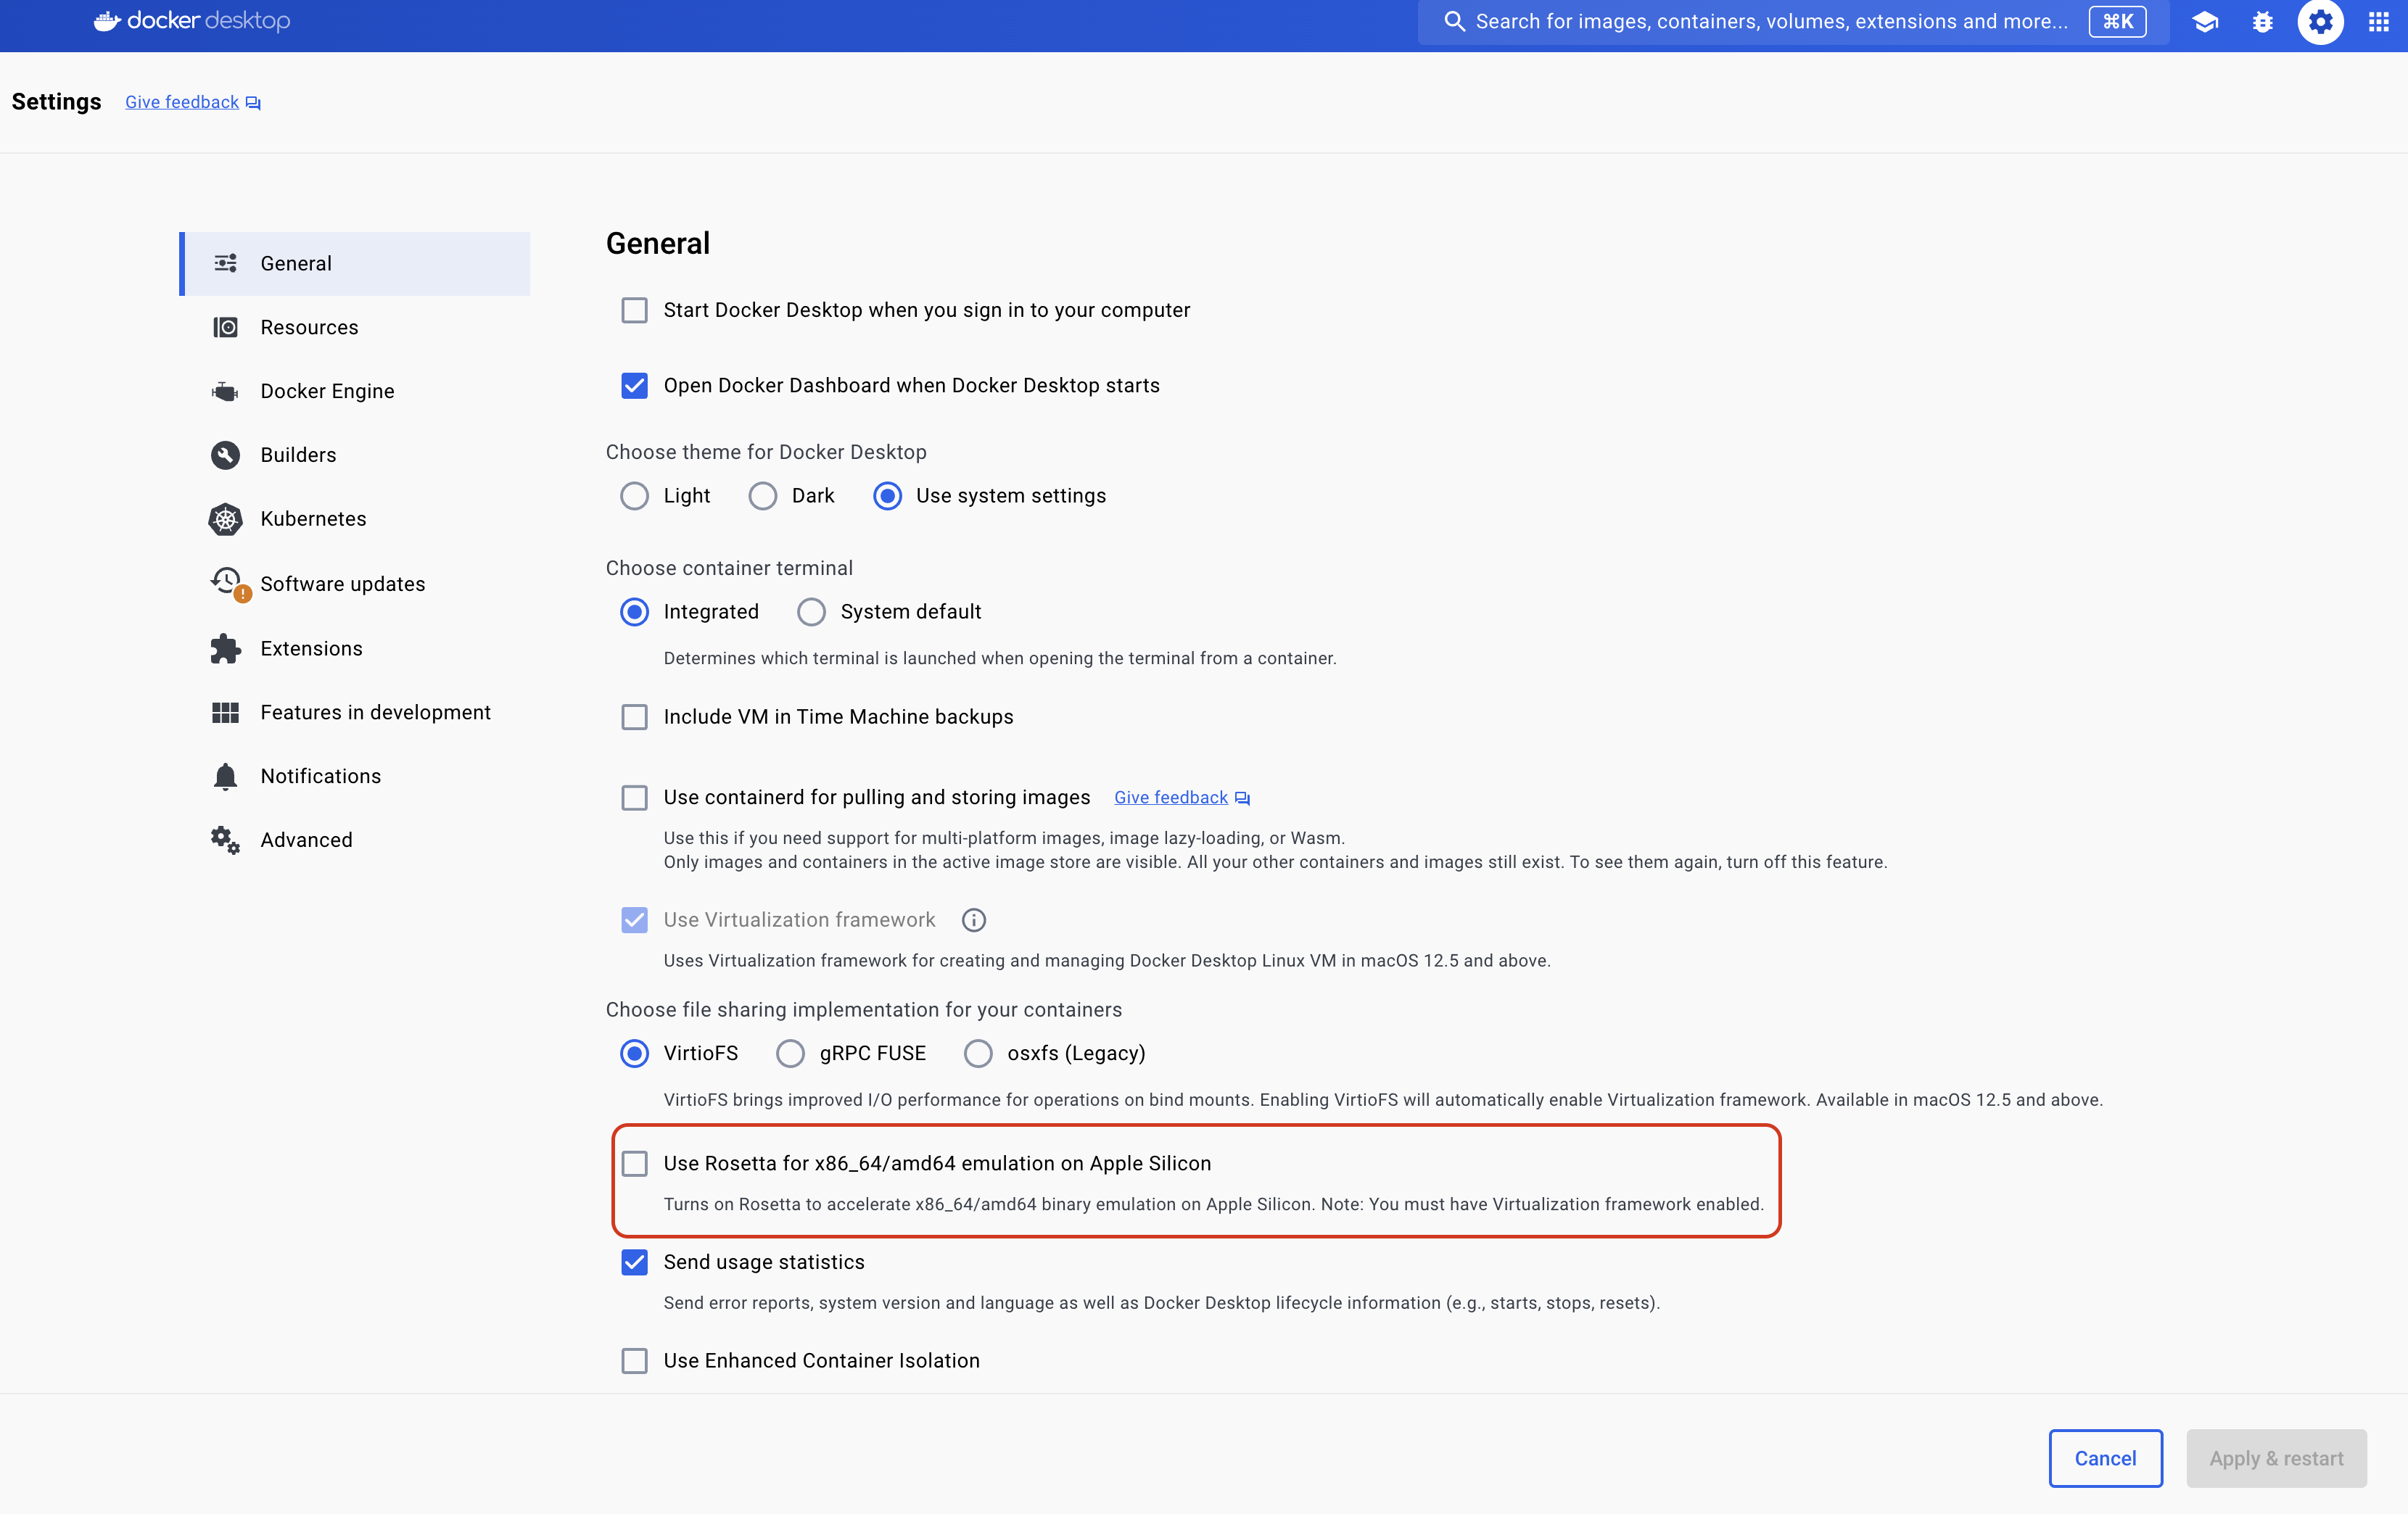 docker desktop
Search for images, containers, volumes, extensions and more...
⌘K
Settings
Give feedback
General
Resources
Docker Engine
Builders
Kubernetes
Software updates
Extensions
Features in development
Notifications
Advanced
General
Start Docker Desktop when you sign in to your computer
Open Docker Dashboard when Docker Desktop starts
Choose theme for Docker Desktop
Light Dark Use system settings
Choose container terminal
Integrated System default
Determines which terminal is launched when opening the terminal from a container.
Include VM in Time Machine backups
Use containerd for pulling and storing images Give feedback
Use this if you need support for multi-platform images, image lazy-loading, or Wasm.
Only images and containers in the active image store are visible. All your other containers and images still exist. To see them again, turn off this feature.
Use Virtualization framework
Uses Virtualization framework for creating and managing Docker Desktop Linux VM in macOS 12.5 and above.
Choose file sharing implementation for your containers
VirtioFS gRPC FUSE osxfs (Legacy)
VirtioFS brings improved I/O performance for operations on bind mounts. Enabling VirtioFS will automatically enable Virtualization framework. Available in macOS 12.5 and above.
Use Rosetta for x86_64/amd64 emulation on Apple Silicon
Turns on Rosetta to accelerate x86_64/amd64 binary emulation on Apple Silicon. Note: You must have Virtualization framework enabled.
Send usage statistics
Send error reports, system version and language as well as Docker Desktop lifecycle information (e.g., starts, stops, resets).
Use Enhanced Container Isolation
Cancel
Apply & restart